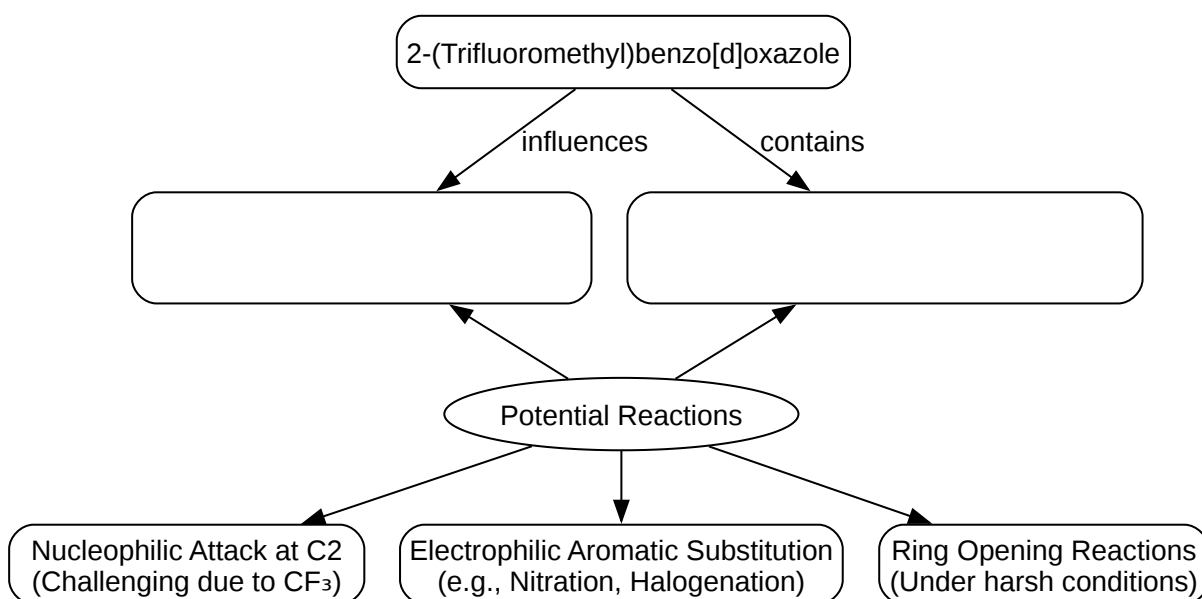 2-(Trifluoromethyl)benzo[d]oxazole
influences
contains
Potential Reactions
Nucleophilic Attack at C2
(Challenging due to CF₃)
Electrophilic Aromatic Substitution
(e.g., Nitration, Halogenation)
Ring Opening Reactions
(Under harsh conditions)